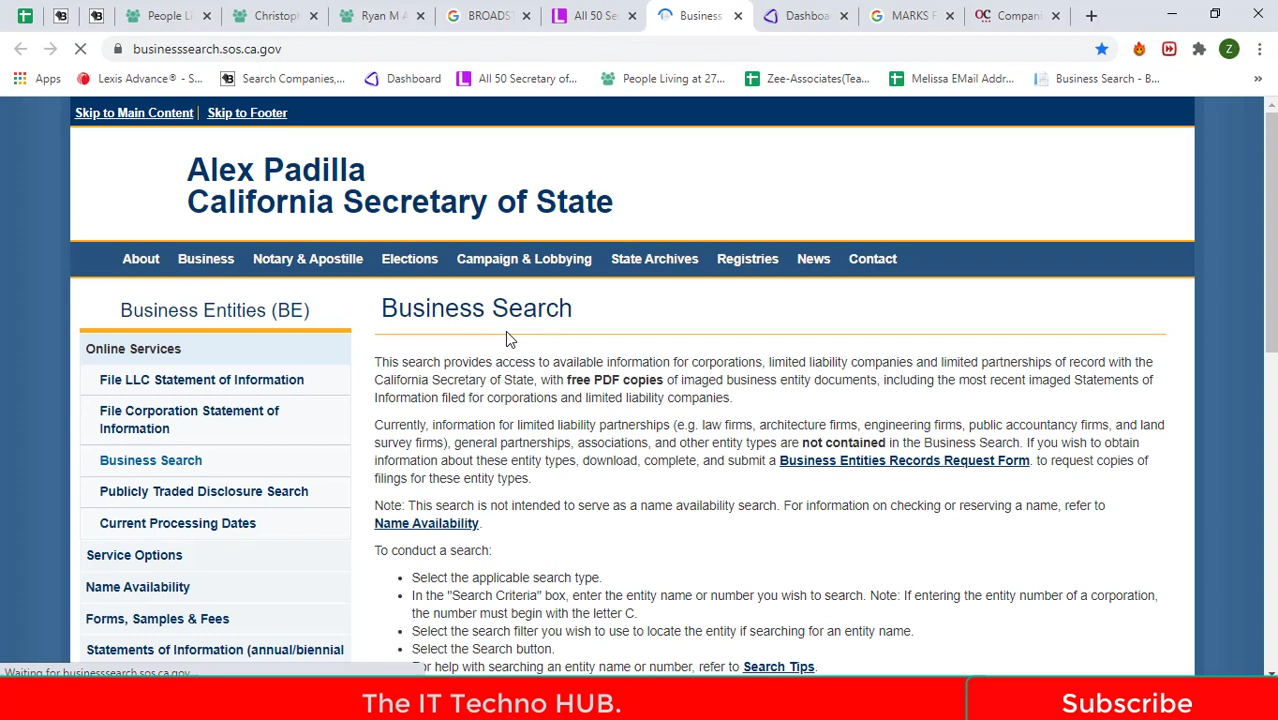 People Li
Christoph
Ryan M A
BROADST
All 50 Se
Business
Dashboa
MARKS F
Compan
businesssearch.sos.ca.gov
Z
Apps
Lexis Advance® - S...
Search Companies,...
Dashboard
All 50 Secretary of...
People Living at 27...
Zee-Associates(Tea...
Melissa EMail Addr...
Business Search - B...
Skip to Main Content | Skip to Footer
Alex Padilla
California Secretary of State
About Business Notary & Apostille Elections Campaign & Lobbying State Archives Registries News Contact
Business Entities (BE)
Online Services
File LLC Statement of Information
File Corporation Statement of
Information
Business Search
Publicly Traded Disclosure Search
Current Processing Dates
Service Options
Name Availability
Forms, Samples & Fees
Statements of Information (annual/biennial
Business Search
This search provides access to available information for corporations, limited liability companies and limited partnerships of record with the
California Secretary of State, with free PDF copies of imaged business entity documents, including the most recent imaged Statements of
Information filed for corporations and limited liability companies.
Currently, information for limited liability partnerships (e.g. law firms, architecture firms, engineering firms, public accountancy firms, and land
survey firms), general partnerships, associations, and other entity types are not contained in the Business Search. If you wish to obtain
information about these entity types, download, complete, and submit a Business Entities Records Request Form. to request copies of
filings for these entity types.
Note: This search is not intended to serve as a name availability search. For information on checking or reserving a name, refer to
Name Availability.
To conduct a search:
• Select the applicable search type.
• In the "Search Criteria" box, enter the entity name or number you wish to search. Note: If entering the entity number of a corporation,
the number must begin with the letter C.
• Select the search filter you wish to use to locate the entity if searching for an entity name.
• Select the Search button.
For help with searching an entity name or number, refer to Search Tips.
Waiting for businesssearch.sos.ca.gov...
The IT Techno HUB.
Subscribe